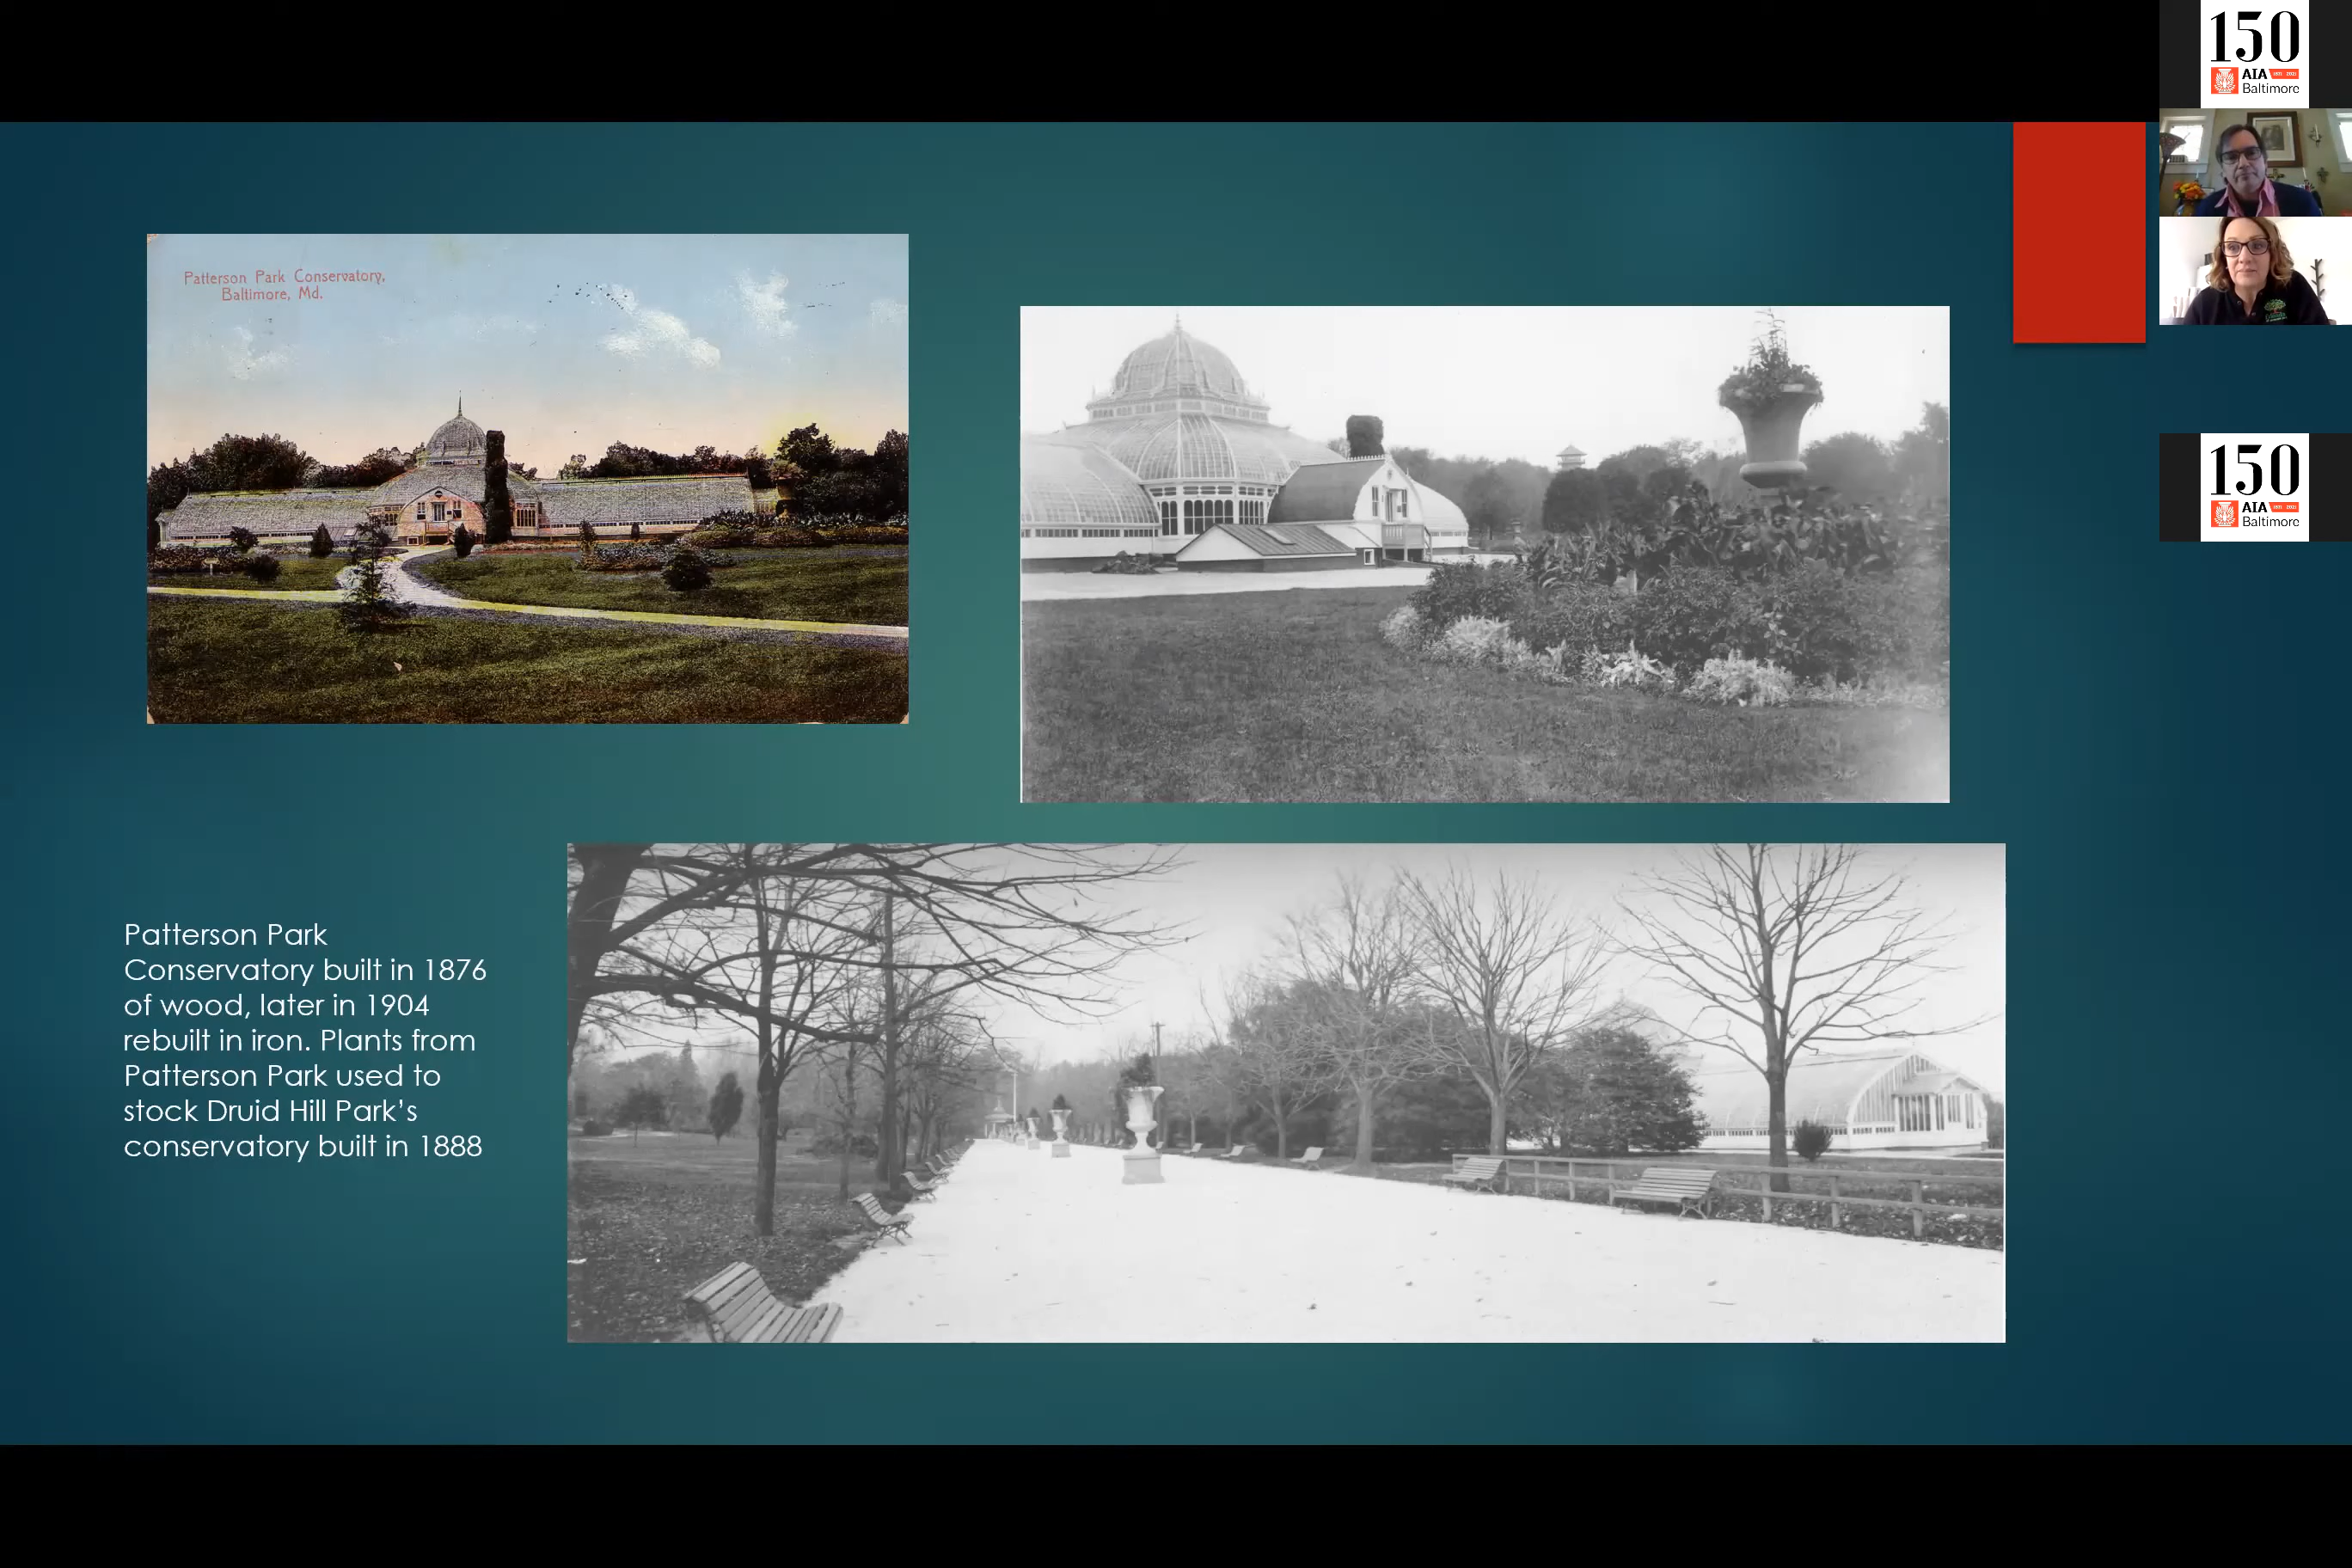 150
AIA
Baltimore
Patterson Park Conservatory,
Baltimore, Md.
150
AIA
Baltimore
Patterson Park
Conservatory built in 1876
of wood, later in 1904
rebuilt in iron. Plants from
Patterson Park used to
stock Druid Hill Park’s
conservatory built in 1888